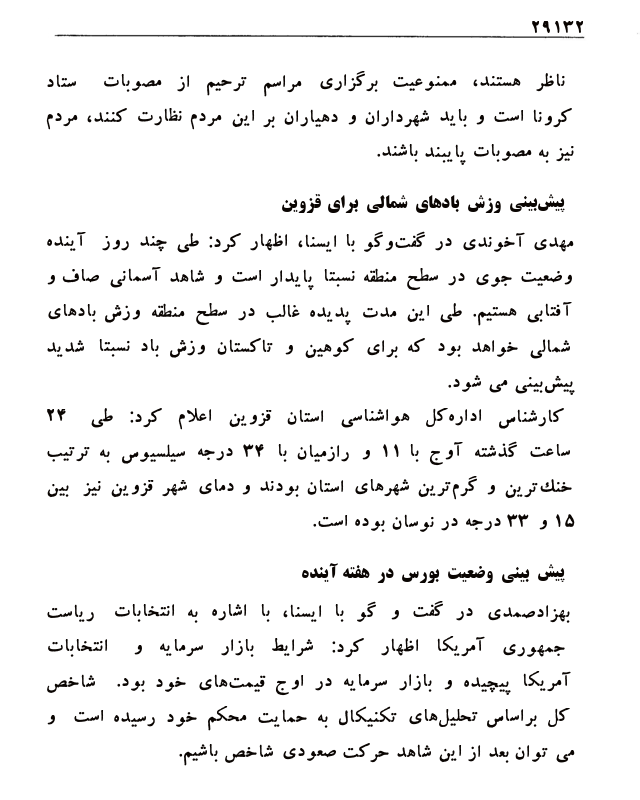 ۲۹۱۳۲
ناظر هستند، ممنوعیت برگزاری مراسم ترحیم از مصوبات ستاد
کرونا است و باید شهرداران و دهیاران بر این مردم نظارت کنند، مردم
نیز به مصوبات پایبند باشند.
پیش‌بینی وزش بادهای شمالی برای قزوین
مهدی آخوندی در گفت‌وگو با ایسنا، اظهار کرد: طی چند روز آینده
وضعیت جوی در سطح منطقه نسبتا پایدار است و شاهد آسمانی صاف و
آفتابی هستیم. طی این مدت پدیده غالب در سطح منطقه وزش بادهای
شمالی خواهد بود که برای کوهین و تاکستان وزش باد نسبتا شدید
پیش‌بینی می شود.
کارشناس اداره‌کل هواشناسی استان قزوین اعلام کرد: طی ۲۴
ساعت گذشته آوج با ۱۱ و رازمیان با ۳۴ درجه سیلسیوس به ترتیب
خنك‌ترین و گرم‌ترین شهرهای استان بودند و دمای شهر قزوین نیز بین
۱۵ و ۳۳ درجه در نوسان بوده است.
پیش بینی وضعیت بورس در هفته آینده
بهزادصمدی در گفت و گو با ایسنا، با اشاره به انتخابات ریاست
جمهوری آمریکا اظهار کرد: شرایط بازار سرمایه و انتخابات
آمریکا پیچیده و بازار سرمایه در اوج قیمت‌های خود بود. شاخص
کل براساس تحلیل‌های تکنیکال به حمایت محکم خود رسیده است و
می توان بعد از این شاهد حرکت صعودی شاخص باشیم.